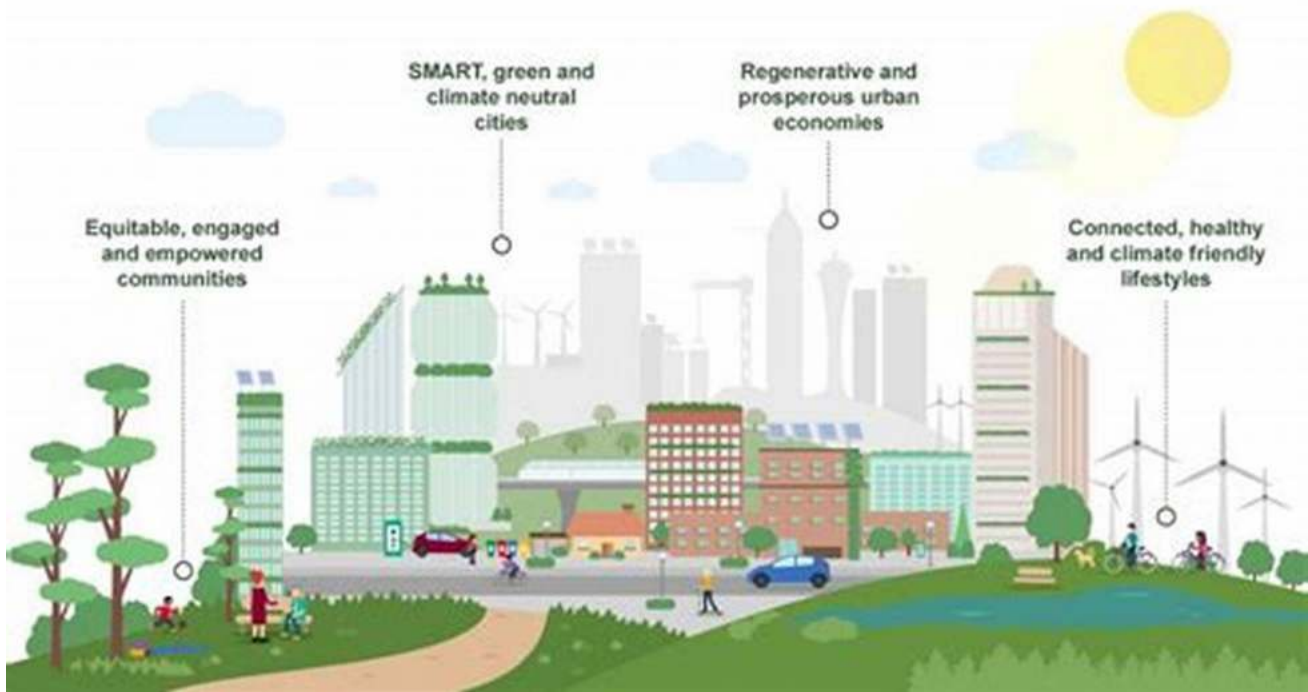 SMART, green and
climate neutral
cities
Regenerative and
prosperous urban
economies
Equitable, engaged
and empowered
communities
Connected, healthy
and climate friendly
lifestyles